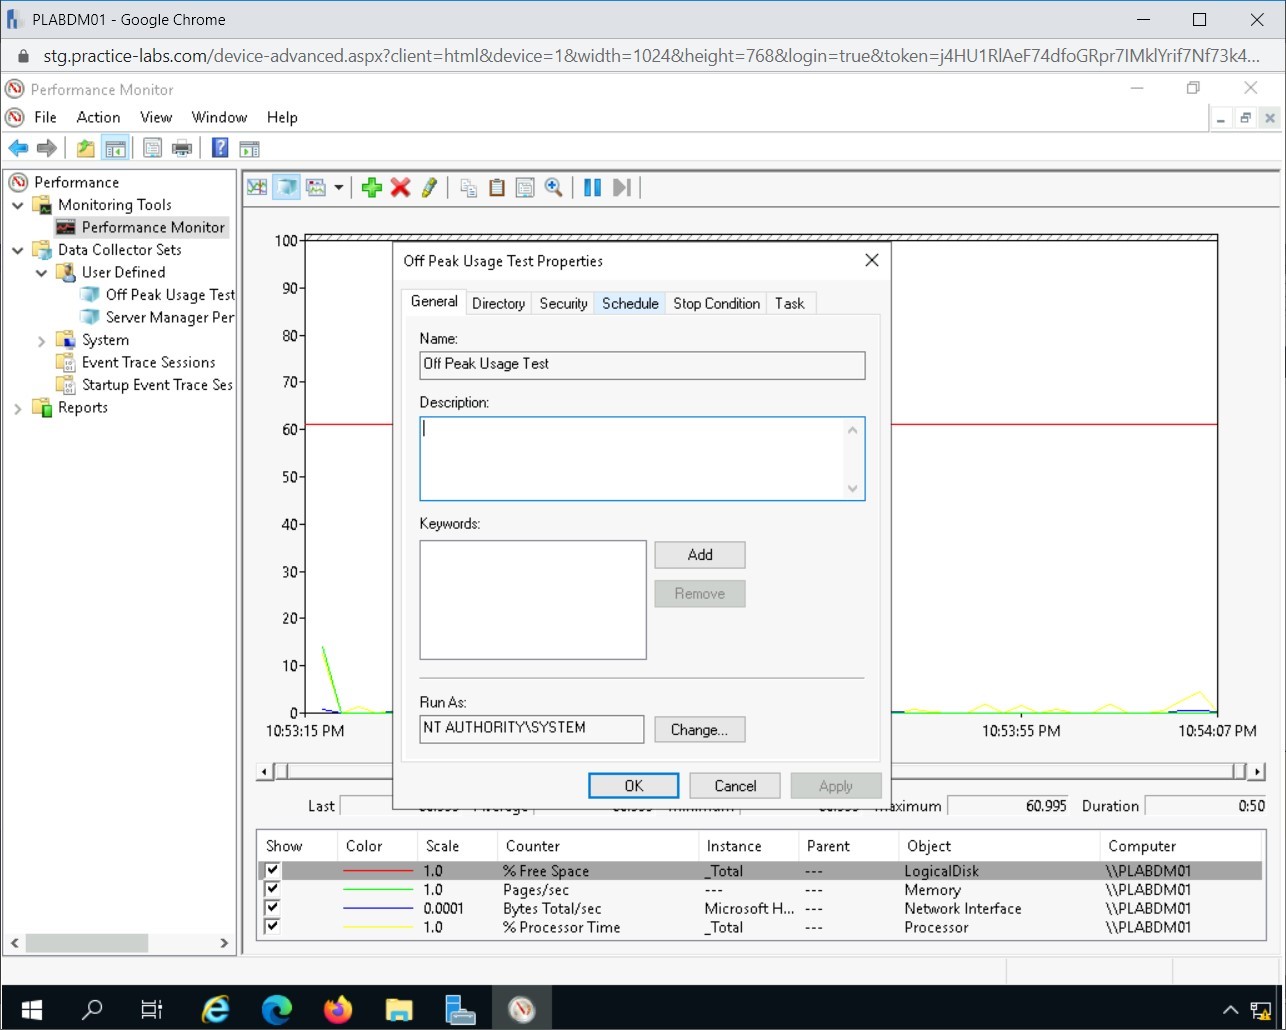 PLABDM01 - Google Chrome
stg.practice-labs.com/device-advanced.aspx?client=html&device=1&width=1024&height=768&login=true&token=j4HU1RlAeF74dfoGRpr7IMklYrif7Nf73k4...
Performance Monitor
File Action View Window Help
Performance
Monitoring Tools
Performance Monitor
Data Collector Sets
User Defined
Off Peak Usage Test
Server Manager Per
System
Event Trace Sessions
Startup Event Trace Ses
Reports
100
90
80
70
60
50
40
30
20
10
0
10:53:15 PM 10:53:55 PM 10:54:07 PM
Off Peak Usage Test Properties
General Directory Security Schedule Stop Condition Task
Name:
Off Peak Usage Test
Description:
Keywords:
Add
Remove
Run As:
NT AUTHORITY\SYSTEM Change...
OK Cancel Apply
Last Average 60.995 Duration 0:50
Show Color Scale Counter Instance Parent Object Computer
1.0 % Free Space _Total --- LogicalDisk \\PLABDM01
1.0 Pages/sec --- --- Memory \\PLABDM01
0.0001 Bytes Total/sec Microsoft H... --- Network Interface \\PLABDM01
1.0 % Processor Time _Total --- Processor \\PLABDM01